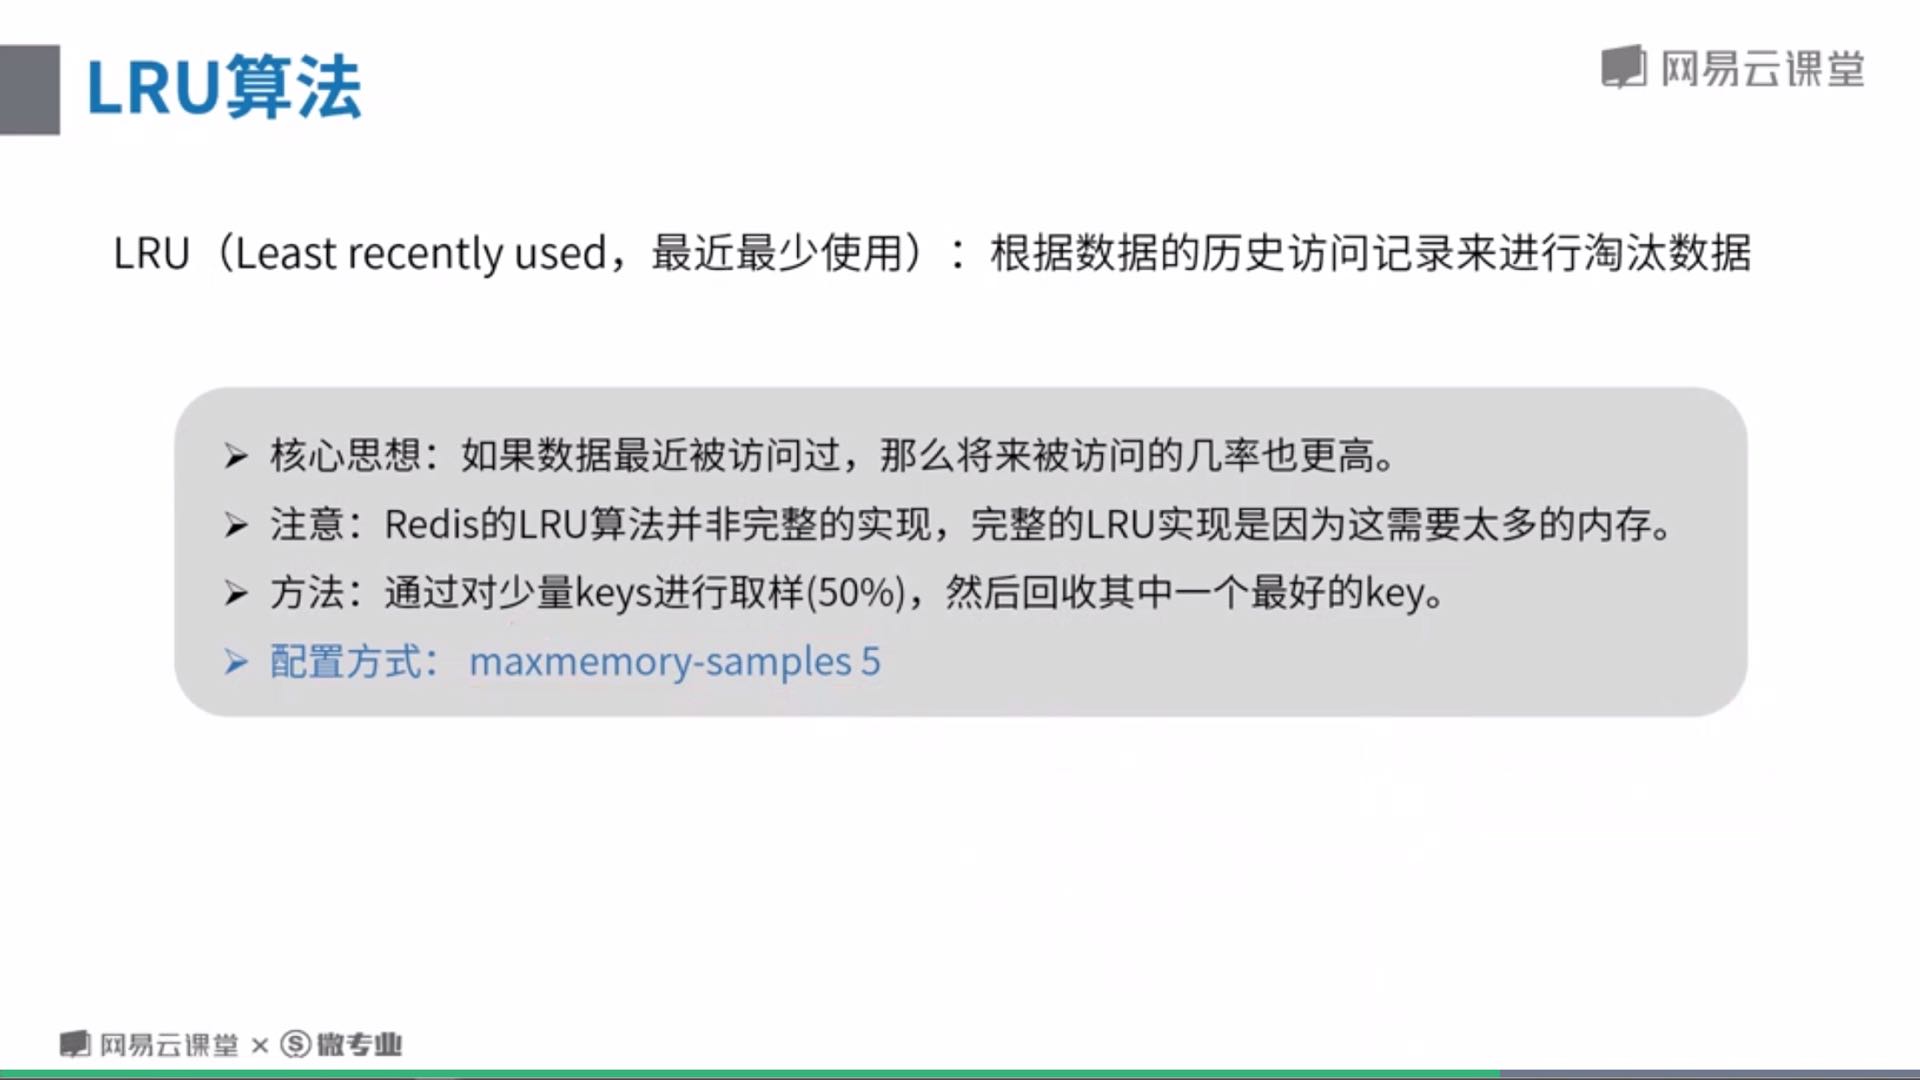 LRU算法
网易云课堂
LRU（Least recently used，最近最少使用）：根据数据的历史访问记录来进行淘汰数据
➢ 核心思想：如果数据最近被访问过，那么将来被访问的几率也更高。
➢ 注意：Redis的LRU算法并非完整的实现，完整的LRU实现是因为这需要太多的内存。
➢ 方法：通过对少量keys进行取样(50%)，然后回收其中一个最好的key。
➢ 配置方式： maxmemory-samples 5
网易云课堂 × 微专业